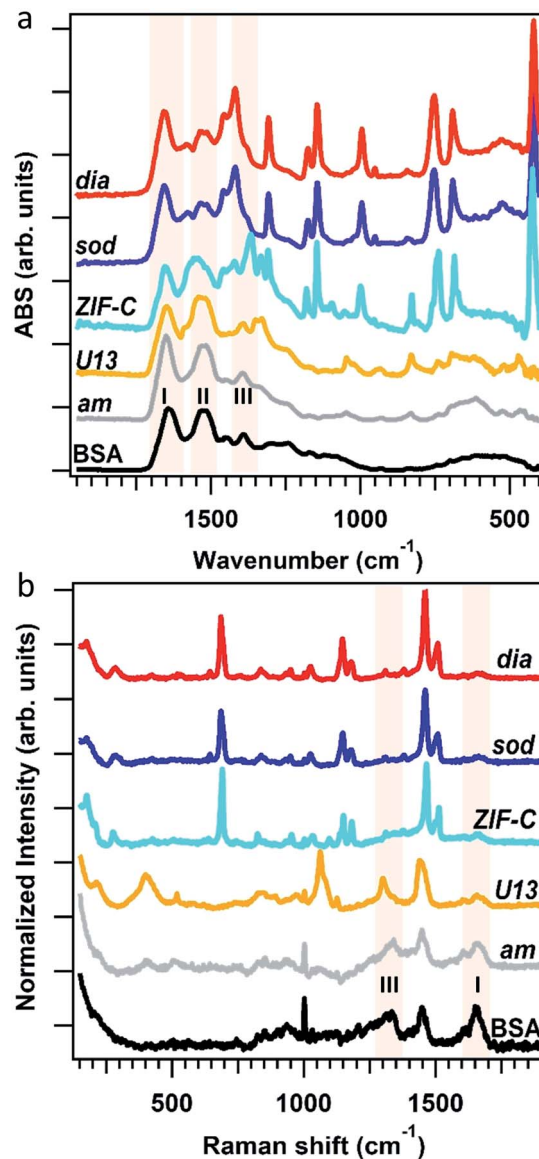 a
ABS (arb. units)
dia
sod
ZIF-C
U13
am
I II III
BSA
1500 1000 500
Wavenumber (cm-1)
b
Normalized Intensity (arb. units)
dia
sod
ZIF-C
U13
am
III I
BSA
500 1000 1500
Raman shift (cm-1)